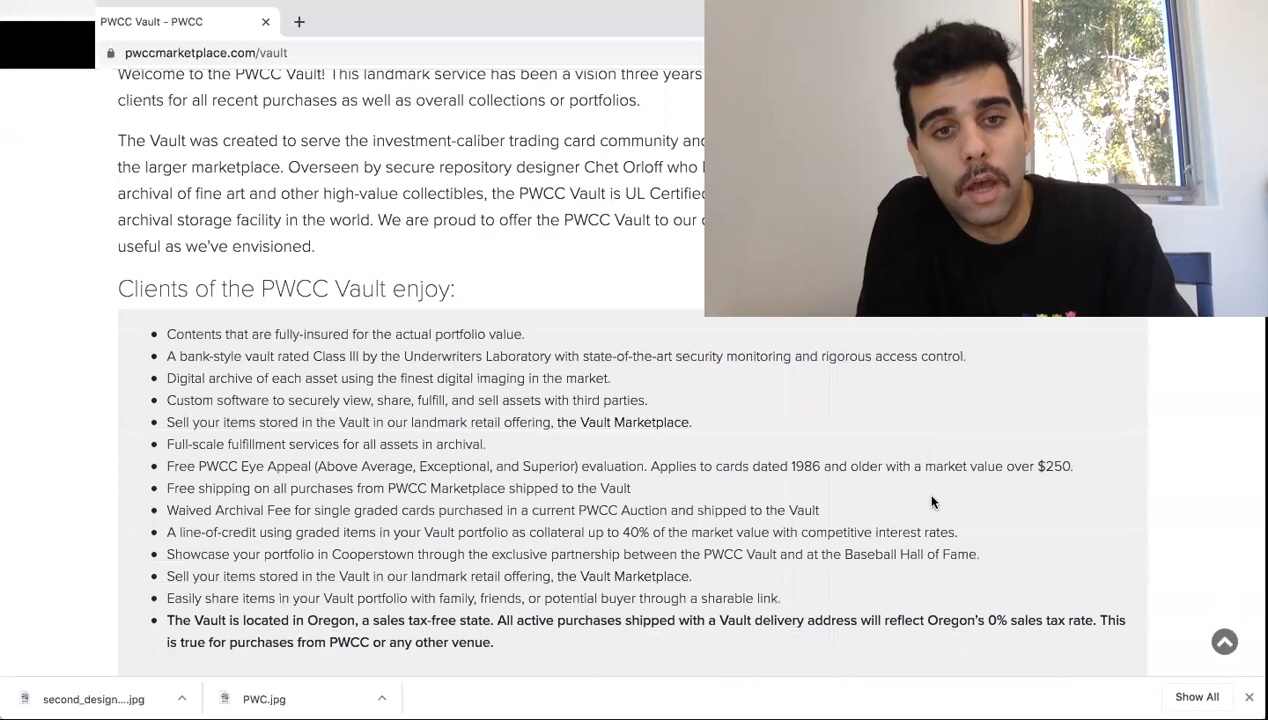 PWCC Vault - PWCC
pwccmarketplace.com/vault
Welcome to the PWCC Vault! This landmark service has been a vision three years
clients for all recent purchases as well as overall collections or portfolios.
The Vault was created to serve the investment-caliber trading card community and
the larger marketplace. Overseen by secure repository designer Chet Orloff who
archival of fine art and other high-value collectibles, the PWCC Vault is UL Certified
archival storage facility in the world. We are proud to offer the PWCC Vault to our
useful as we've envisioned.
Clients of the PWCC Vault enjoy:
• Contents that are fully-insured for the actual portfolio value.
• A bank-style vault rated Class III by the Underwriters Laboratory with state-of-the-art security monitoring and rigorous access control.
• Digital archive of each asset using the finest digital imaging in the market.
• Custom software to securely view, share, fulfill, and sell assets with third parties.
• Sell your items stored in the Vault in our landmark retail offering, the Vault Marketplace.
• Full-scale fulfillment services for all assets in archival.
• Free PWCC Eye Appeal (Above Average, Exceptional, and Superior) evaluation. Applies to cards dated 1986 and older with a market value over $250.
• Free shipping on all purchases from PWCC Marketplace shipped to the Vault
• Waived Archival Fee for single graded cards purchased in a current PWCC Auction and shipped to the Vault
• A line-of-credit using graded items in your Vault portfolio as collateral up to 40% of the market value with competitive interest rates.
• Showcase your portfolio in Cooperstown through the exclusive partnership between the PWCC Vault and at the Baseball Hall of Fame.
• Sell your items stored in the Vault in our landmark retail offering, the Vault Marketplace.
• Easily share items in your Vault portfolio with family, friends, or potential buyer through a sharable link.
• The Vault is located in Oregon, a sales tax-free state. All active purchases shipped with a Vault delivery address will reflect Oregon's 0% sales tax rate. This
is true for purchases from PWCC or any other venue.
second_design....jpg
PWC.jpg
Show All